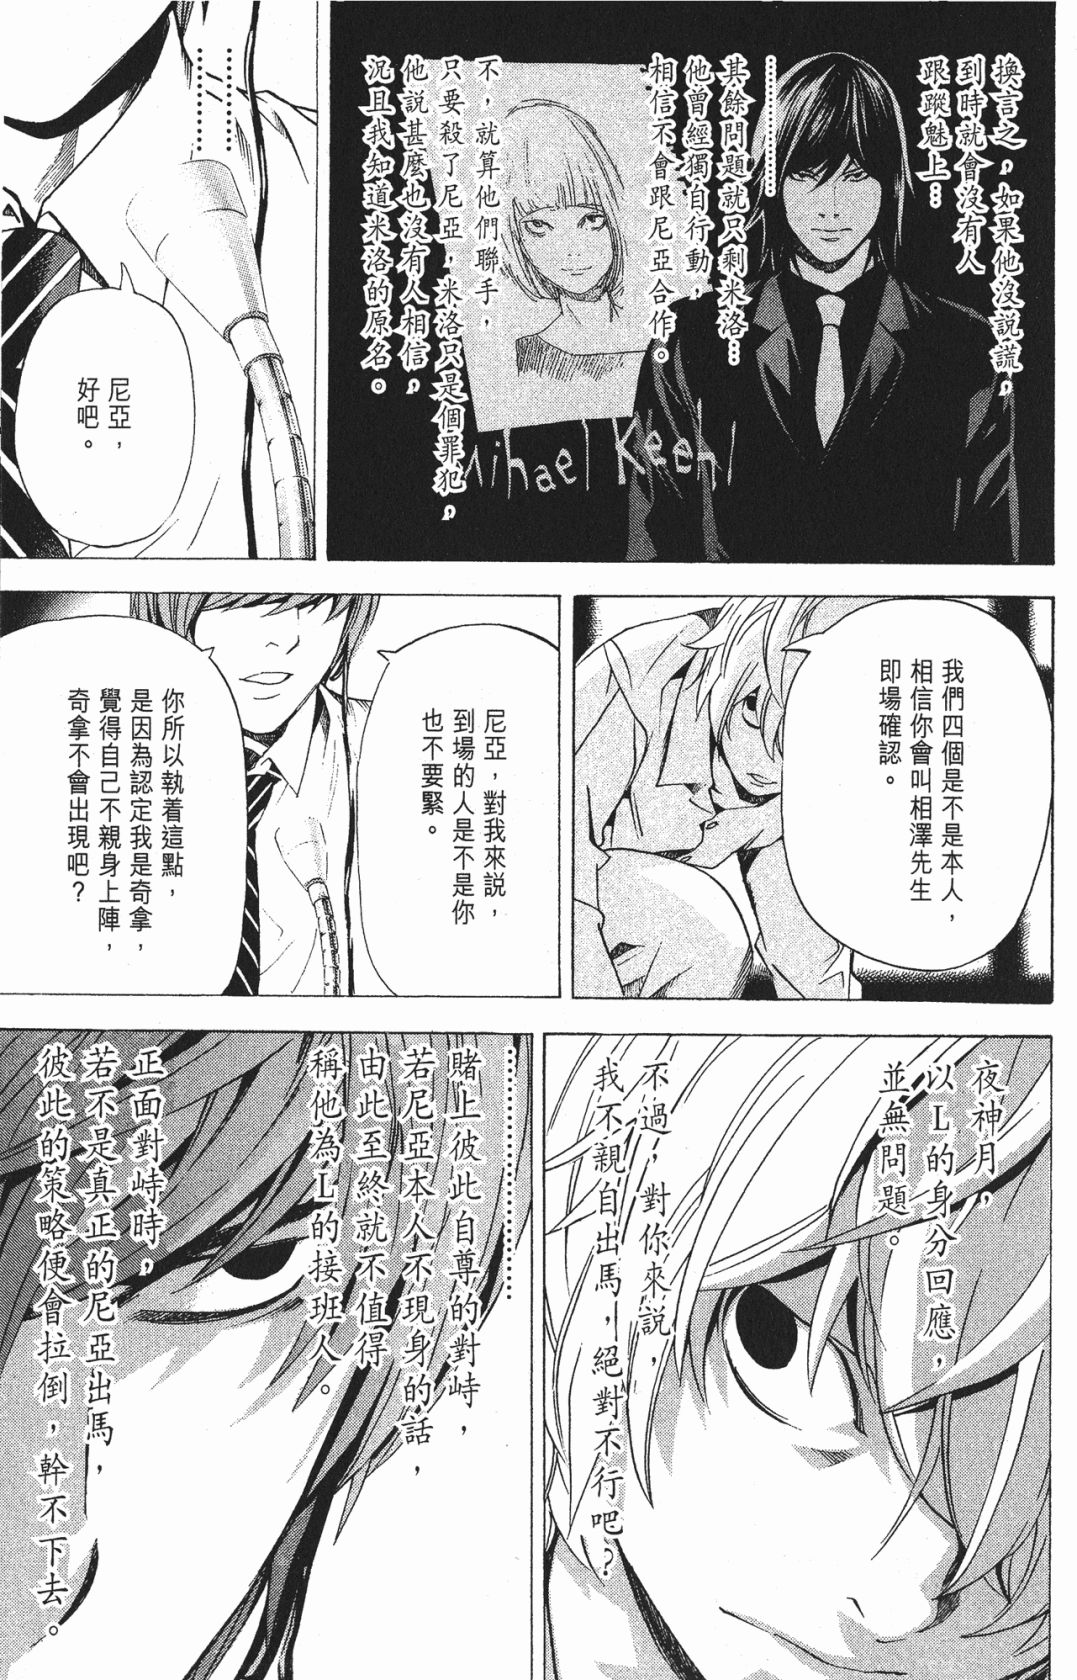 換言之，如果他沒說謊，
到時就會沒有人
跟蹤魅上…
…………
其餘問題就只剩米洛…
他曾經獨自行動，
相信不會跟尼亞合作。
不，就算他們聯手，
只要殺了尼亞，米洛只是個罪犯，
他說甚麼也沒有人相信，
況且我知道米洛的原名。
Mihael Keehl
…………
尼亞，
好吧。
我們四個是不是本人，
相信你會叫相澤先生
即場確認。
尼亞，對我來說，
到場的人是不是你
也不要緊。
你所以執着這點，
是因為認定我是奇拿，
覺得自己不親身上陣，
奇拿不會出現吧？
夜神月，
以L的身分回應，
並無問題。
不過，對你來說，
我不親自出馬，絕對不行吧？
…………
賭上彼此自尊的對峙，
若尼亞本人不現身的話，
由此至終就不值得
稱他為L的接班人。
正面對峙時，
若不是真正的尼亞出馬，
彼此的策略便會拉倒，幹不下去。